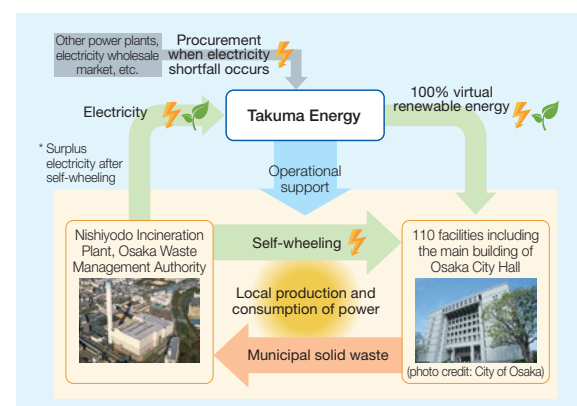 Other power plants,
electricity wholesale
market, etc.
Procurement
when electricity
shortfall occurs
Electricity
Takuma Energy
100% virtual
renewable energy
* Surplus
electricity after
self-wheeling
Operational
support
Nishiyodo Incineration
Plant, Osaka Waste
Management Authority
Self-wheeling
110 facilities including
the main building of
Osaka City Hall
Local production and
consumption of power
Municipal solid waste
(photo credit: City of Osaka)